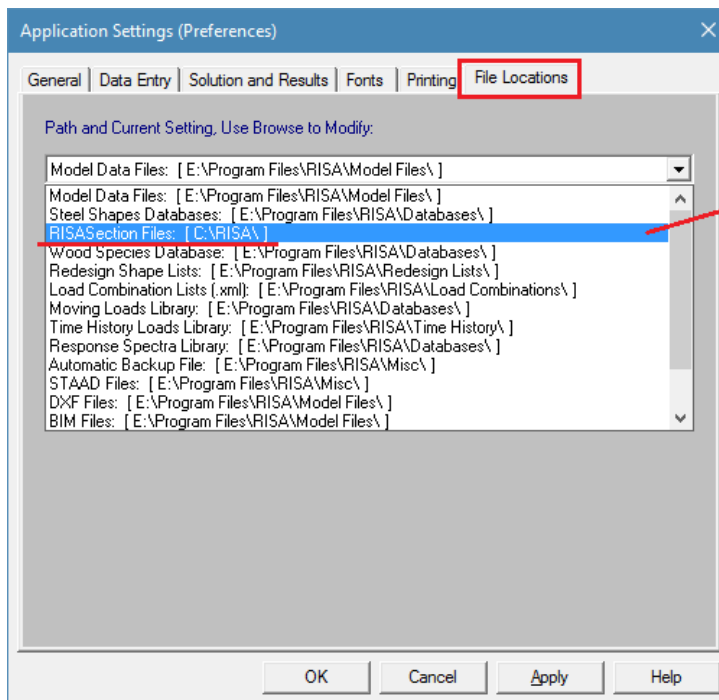 Application Settings (Preferences)
General Data Entry Solution and Results Fonts Printing File Locations
Path and Current Setting, Use Browse to Modify:
Model Data Files: [ E:\Program Files\RISA\Model Files\ ]
Model Data Files: [ E:\Program Files\RISA\Model Files\ ]
Steel Shapes Databases: [ E:\Program Files\RISA\Databases\ ]
RISASection Files: [ C:\RISA\ ]
Wood Species Database: [ E:\Program Files\RISA\Databases\ ]
Redesign Shape Lists: [ E:\Program Files\RISA\Redesign Lists\ ]
Load Combination Lists (.xml): [ E:\Program Files\RISA\Load Combinations\ ]
Moving Loads Library: [ E:\Program Files\RISA\Databases\ ]
Time History Loads Library: [ E:\Program Files\RISA\Time History\ ]
Response Spectra Library: [ E:\Program Files\RISA\Databases\ ]
Automatic Backup File: [ E:\Program Files\RISA\Misc\ ]
STAAD Files: [ E:\Program Files\RISA\Misc\ ]
DXF Files: [ E:\Program Files\RISA\Model Files\ ]
BIM Files: [ E:\Program Files\RISA\Model Files\ ]
OK Cancel Apply Help